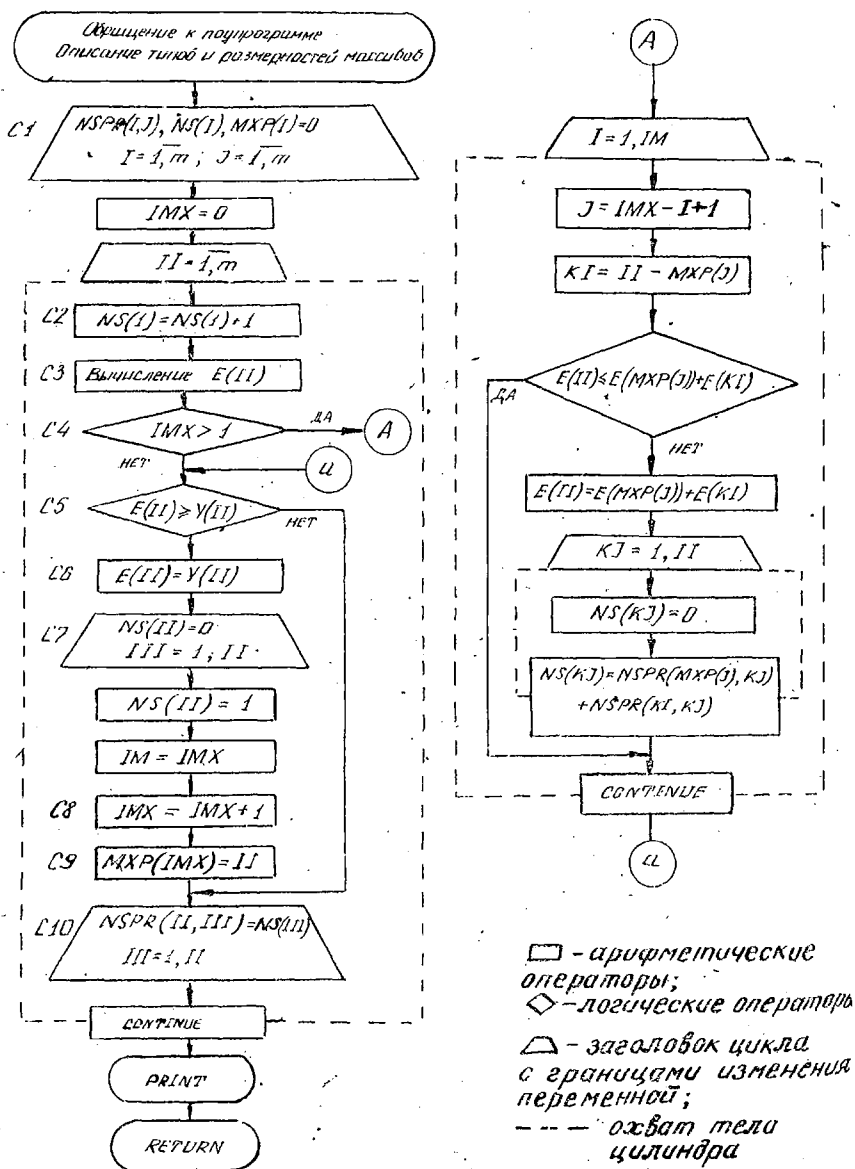 Обращение к подпрограмме
Описание типов и размерностей массивов
C1
NSPR(I,J), NS(I), MXP(I)=0
I=1,m ; J=1,m
IMX=0
II=1,m
C2
NS(1)=NS(1)+1
C3
Вычисление E(II)
C4
IMX>1
ДА
A
НЕТ
u
C5
E(II)≥Y(II)
НЕТ
C6
E(II)=Y(II)
C7
NS(II)=0
III=1;II
NS(II)=1
IM=IMX
C8
IMX=IMX+1
C9
MXP(IMX)=II
C10
NSPR(II,III)=NS(III)
III=1,II
CONTINUE
PRINT
RETURN
A
I=1,IM
J=IMX-I+1
KI=II-MXP(J)
E(II)≤E(MXP(J))+E(KI)
ДА
НЕТ
E(II)=E(MXP(J))+E(KI)
KJ=1,II
NS(KJ)=0
NS(KJ)=NSPR(MXP(J),KJ)
+NSPR(KI,KJ)
CONTINUE
u
- арифметические
операторы;
-логические операторы
- заголовок цикла
с границами изменения
переменной;
--- охват тела
цилиндра